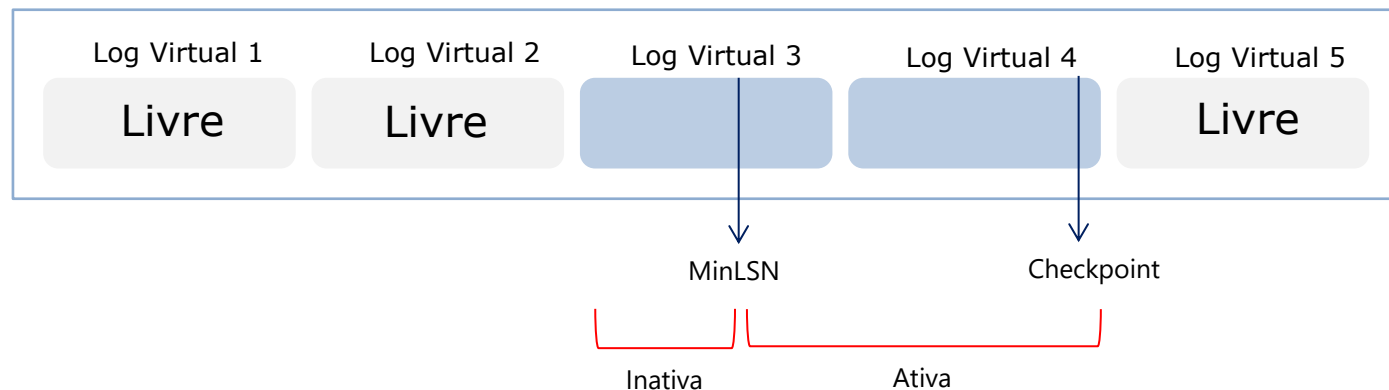 Log Virtual 1
Log Virtual 2
Log Virtual 3
Log Virtual 4
Log Virtual 5
Livre
Livre
Livre
MinLSN
Checkpoint
Inativa
Ativa